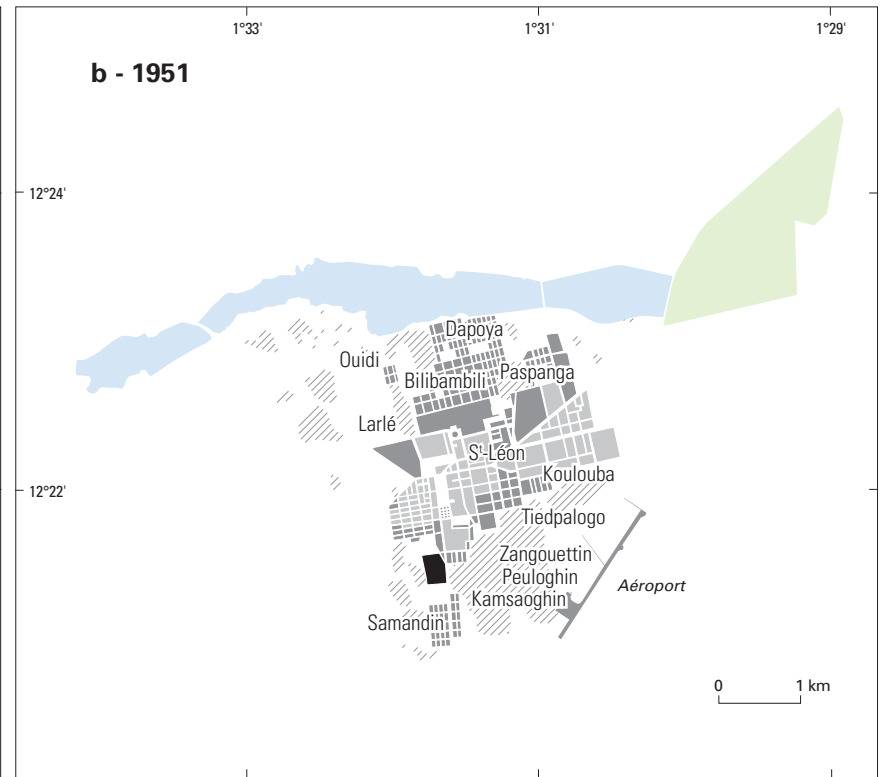 1°33'
1°31'
1°29'
b - 1951
12°24'
Dapoya
Ouidi
Bilibambili
Paspanga
Larlé
Sᵗ-Léon
Koulouba
12°22'
Tiedpalogo
Zangouettin
Peuloghin
Aéroport
Kamsaoghin
Samandin
0 1 km